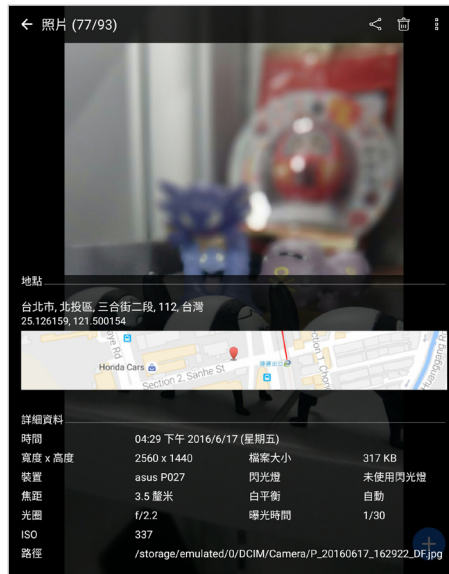 照片 (77/93)
地點
台北市, 北投區, 三合街二段, 112, 台灣
25.126159, 121.500154
Honda Cars
Section 2, Sanhe St
Huanggang Rd
詳細資料
時間 04:29 下午 2016/6/17 (星期五)
寬度 x 高度 2560 x 1440 檔案大小 317 KB
裝置 asus P027 閃光燈 未使用閃光燈
焦距 3.5 釐米 白平衡 自動
光圈 f/2.2 曝光時間 1/30
ISO 337
路徑 /storage/emulated/0/DCIM/Camera/P_20160617_162922_DF.jpg